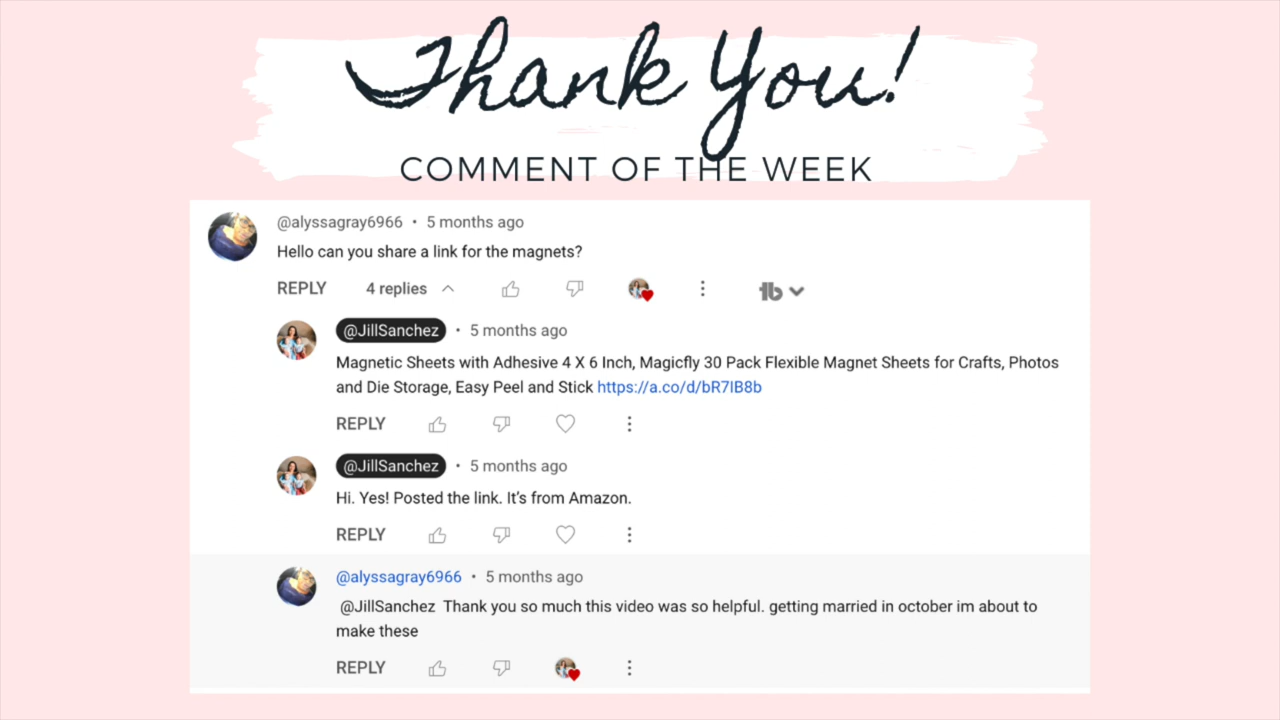 Thank You!
COMMENT OF THE WEEK
@alyssagray6966 • 5 months ago
Hello can you share a link for the magnets?
REPLY 4 replies
@JillSanchez • 5 months ago
Magnetic Sheets with Adhesive 4 X 6 Inch, Magicfly 30 Pack Flexible Magnet Sheets for Crafts, Photos
and Die Storage, Easy Peel and Stick https://a.co/d/bR7IB8b
REPLY
@JillSanchez • 5 months ago
Hi. Yes! Posted the link. It's from Amazon.
REPLY
@alyssagray6966 • 5 months ago
@JillSanchez Thank you so much this video was so helpful. getting married in october im about to
make these
REPLY